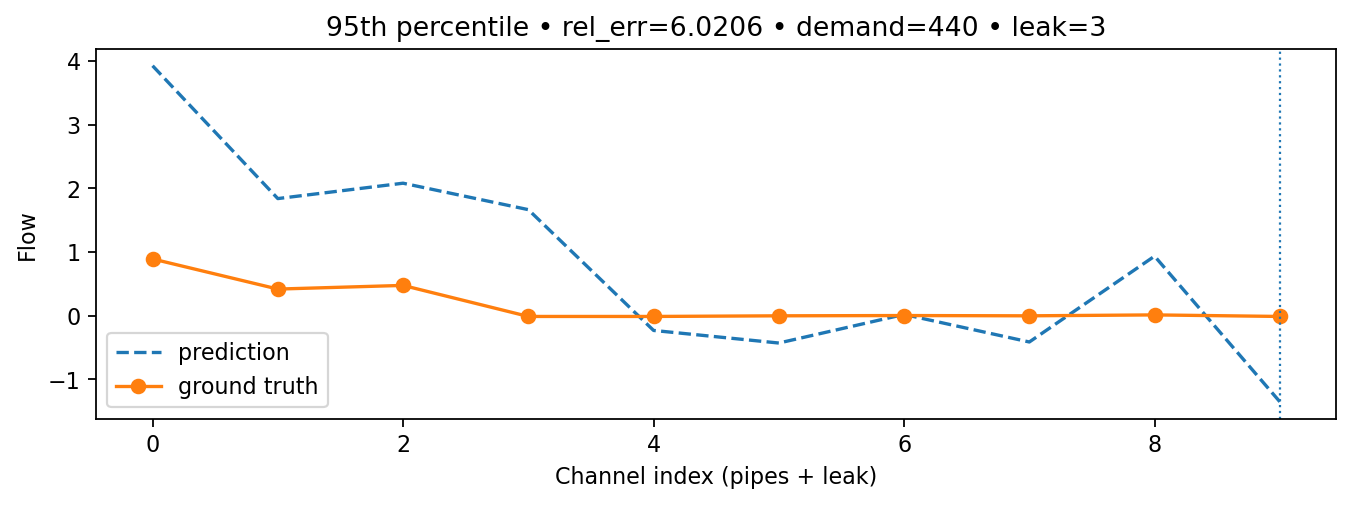 95th percentile • rel_err=6.0206 • demand=440 • leak=3
4
3
2
1
0
−1
Flow
prediction
ground truth
0
2
4
6
8
Channel index (pipes + leak)